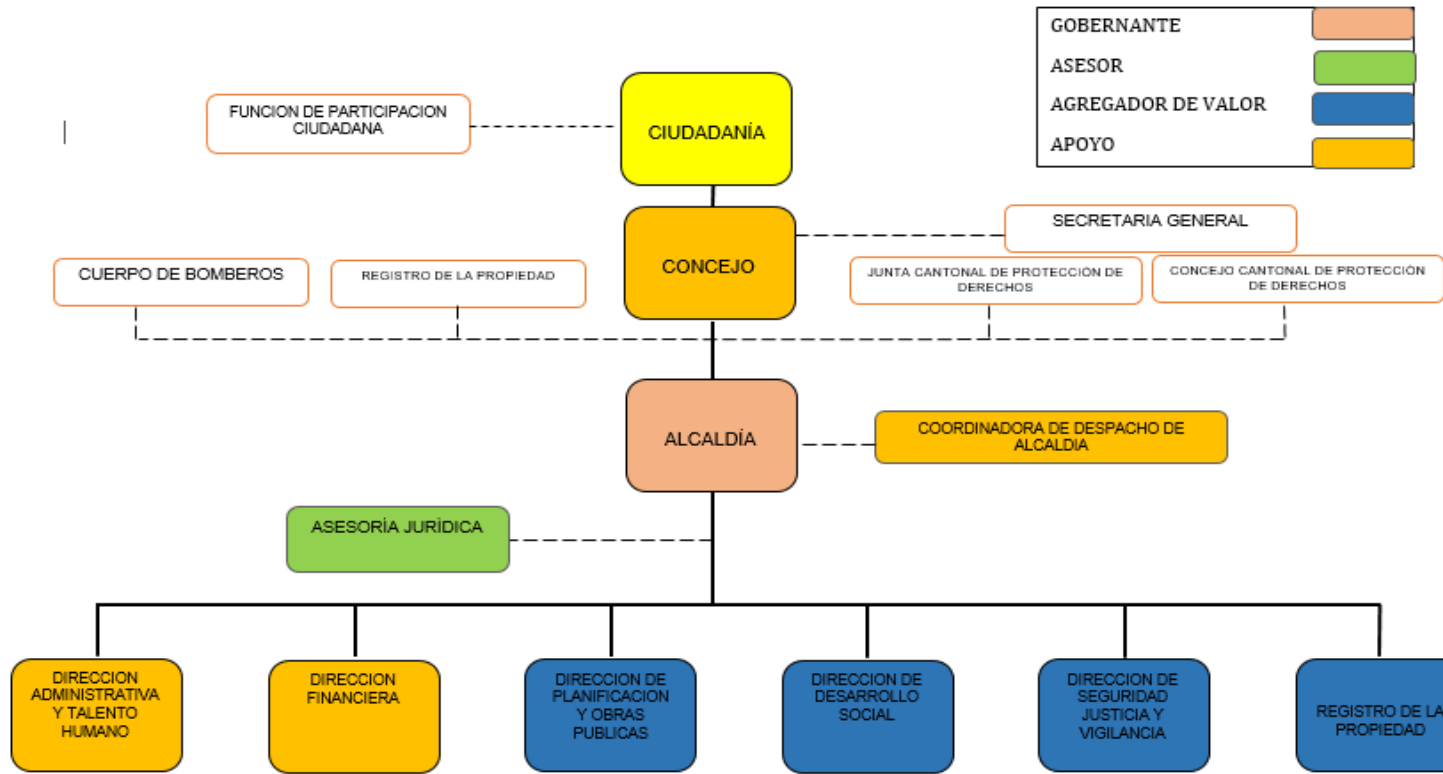 GOBERNANTE
ASESOR
AGREGADOR DE VALOR
APOYO
FUNCION DE PARTICIPACION
CIUDADANA
CIUDADANÍA
SECRETARIA GENERAL
CONCEJO
CUERPO DE BOMBEROS
REGISTRO DE LA PROPIEDAD
JUNTA CANTONAL DE PROTECCIÓN DE
DERECHOS
CONCEJO CANTONAL DE PROTECCIÓN
DE DERECHOS
ALCALDÍA
COORDINADORA DE DESPACHO DE
ALCALDIA
ASESORÍA JURÍDICA
DIRECCION
ADMINISTRATIVA
Y TALENTO
HUMANO
DIRECCION
FINANCIERA
DIRECCION DE
PLANIFICACION
Y OBRAS
PUBLICAS
DIRECCION DE
DESARROLLO
SOCIAL
DIRECCION DE
SEGURIDAD
JUSTICIA Y
VIGILANCIA
REGISTRO DE LA
PROPIEDAD